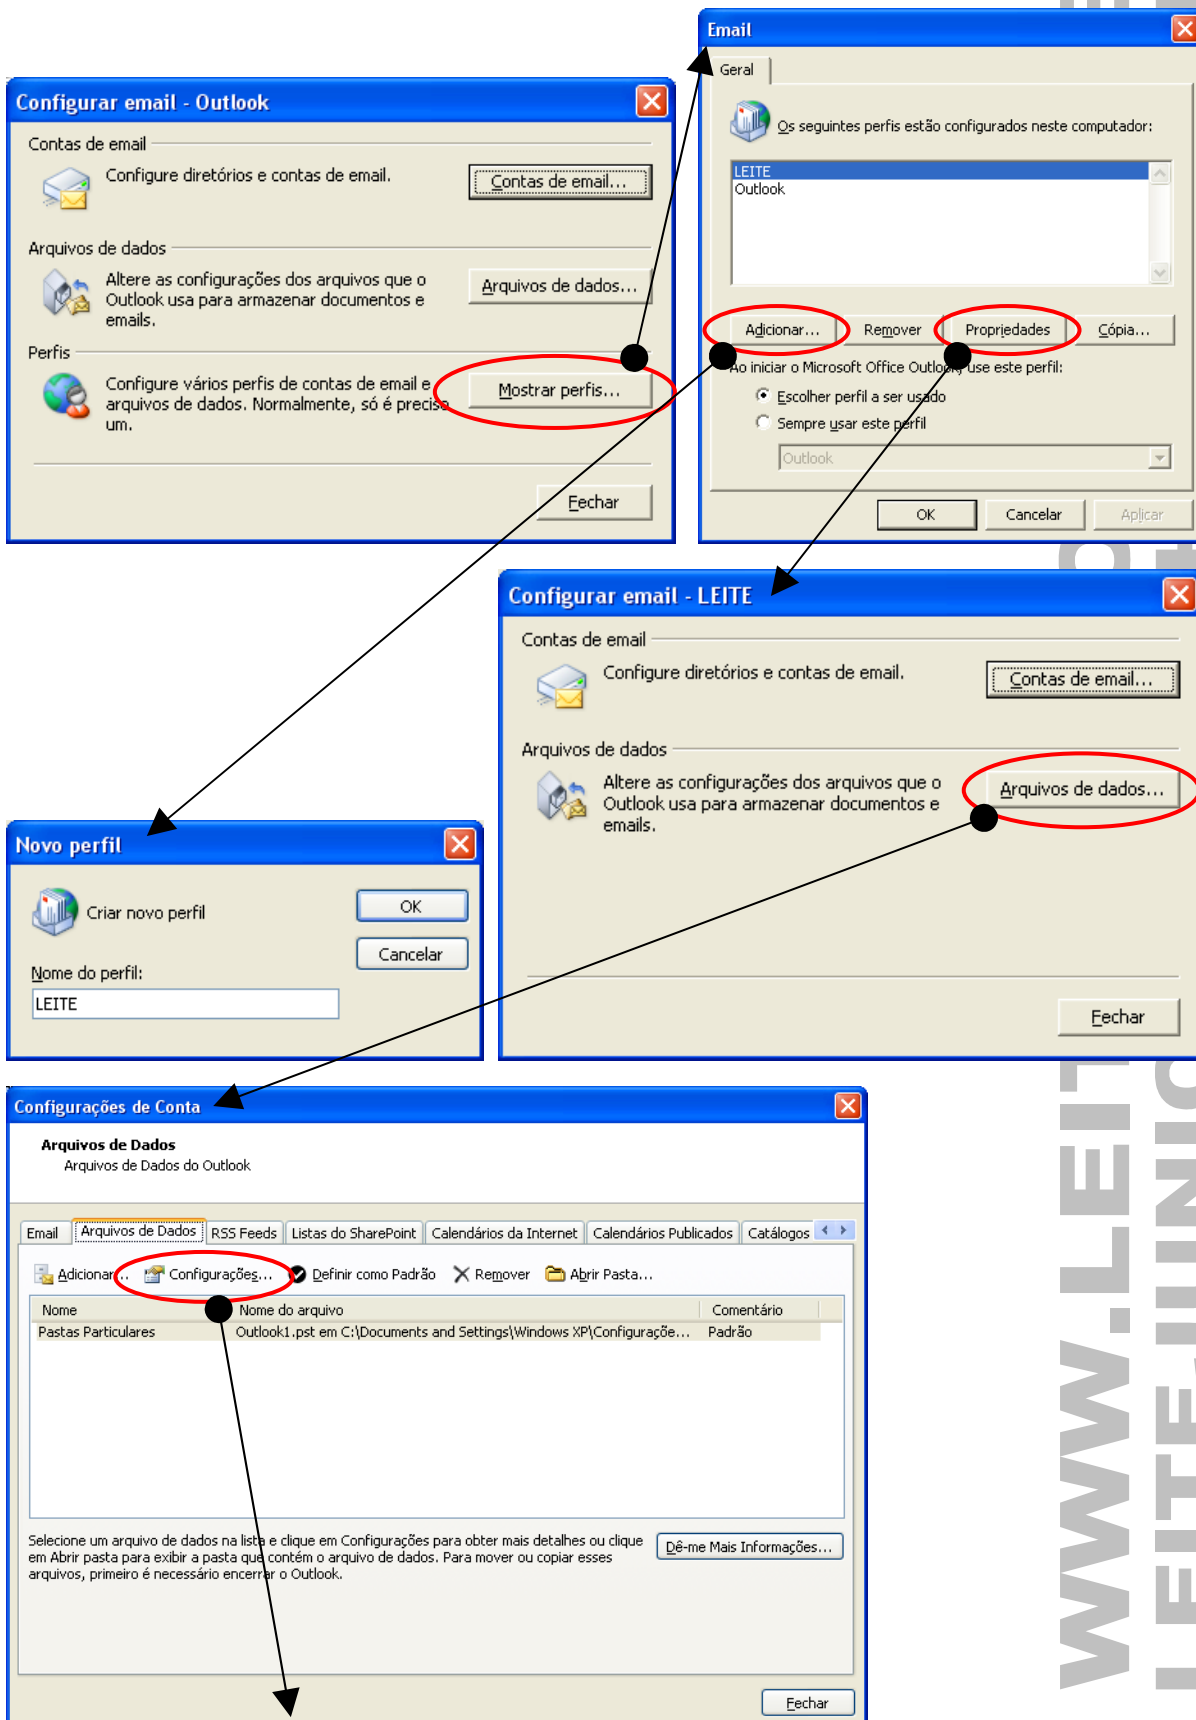 Email
Geral
Os seguintes perfis estão configurados neste computador:
LEITE
Outlook
Adicionar...
Remover
Propriedades
Cópia...
Ao iniciar o Microsoft Office Outlook, use este perfil:
Escolher perfil a ser usado
Sempre usar este perfil
Outlook
OK
Cancelar
Aplicar
Configurar email - Outlook
Contas de email
Configure diretórios e contas de email.
Contas de email...
Arquivos de dados
Altere as configurações dos arquivos que o
Outlook usa para armazenar documentos e
emails.
Arquivos de dados...
Perfis
Configure vários perfis de contas de email e
arquivos de dados. Normalmente, só é preciso
um.
Mostrar perfis...
Fechar
Configurar email - LEITE
Contas de email
Configure diretórios e contas de email.
Contas de email...
Arquivos de dados
Altere as configurações dos arquivos que o
Outlook usa para armazenar documentos e
emails.
Arquivos de dados...
Fechar
Novo perfil
Criar novo perfil
OK
Cancelar
Nome do perfil:
LEITE
Configurações de Conta
Arquivos de Dados
Arquivos de Dados do Outlook
Email
Arquivos de Dados
RSS Feeds
Listas do SharePoint
Calendários da Internet
Calendários Publicados
Catálogos
Adicionar...
Configurações...
Definir como Padrão
Remover
Abrir Pasta...
Nome
Nome do arquivo
Comentário
Pastas Particulares
Outlook1.pst em C:\Documents and Settings\Windows XP\Configuraçõe...
Padrão
Selecione um arquivo de dados na lista e clique em Configurações para obter mais detalhes ou clique
em Abrir pasta para exibir a pasta que contém o arquivo de dados. Para mover ou copiar esses
arquivos, primeiro é necessário encerrar o Outlook.
Dê-me Mais Informações...
Fechar
WWW.LEIT